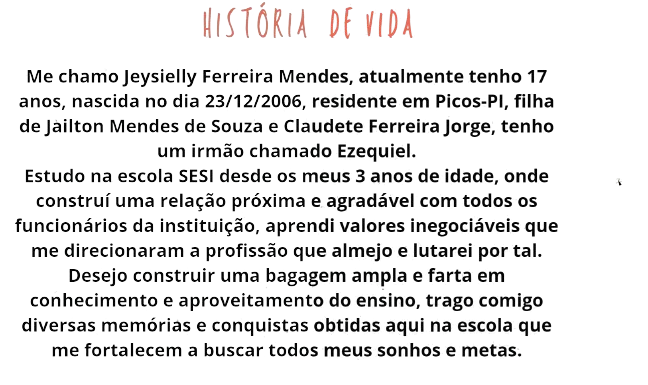 HISTÓRIA DE VIDA
Me chamo Jeysielly Ferreira Mendes, atualmente tenho 17
anos, nascida no dia 23/12/2006, residente em Picos-PI, filha
de Jailton Mendes de Souza e Claudete Ferreira Jorge, tenho
um irmão chamado Ezequiel.
Estudo na escola SESI desde os meus 3 anos de idade, onde
construí uma relação próxima e agradável com todos os
funcionários da instituição, aprendi valores inegociáveis que
me direcionaram a profissão que almejo e lutarei por tal.
Desejo construir uma bagagem ampla e farta em
conhecimento e aproveitamento do ensino, trago comigo
diversas memórias e conquistas obtidas aqui na escola que
me fortalecem a buscar todos meus sonhos e metas.